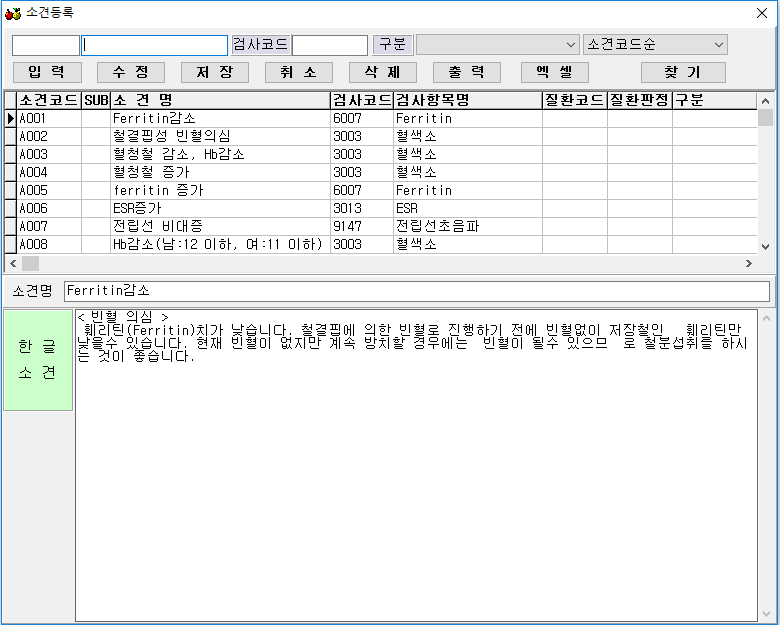 소견등록
검사코드 구분 소견코드순
입 력 수 정 저 장 취 소 삭 제 출 력 엑 셀 찾 기
소견코드 SUB 소 견 명 검사코드 검사항목명 질환코드 질환판정 구분
A001 Ferritin감소 6007 Ferritin
A002 철결핍성 빈혈의심 3003 혈색소
A003 혈청철 감소, Hb감소 3003 혈색소
A004 혈청철 증가 3003 혈색소
A005 ferritin 증가 6007 Ferritin
A006 ESR증가 3013 ESR
A007 전립선 비대증 9147 전립선초음파
A008 Hb감소(남:12 이하, 여:11 이하) 3003 혈색소
소견명 Ferritin감소
한 글
소 견
< 빈혈 의심 >
훼리틴(Ferritin)치가 낮습니다. 철결핍에 의한 빈혈로 진행하기 전에 빈혈없이 저장철인 훼리틴만
낮을수 있습니다. 현재 빈혈이 없지만 계속 방치할 경우에는 빈혈이 될수 있으므 로 철분섭취를 하시
는 것이 좋습니다.